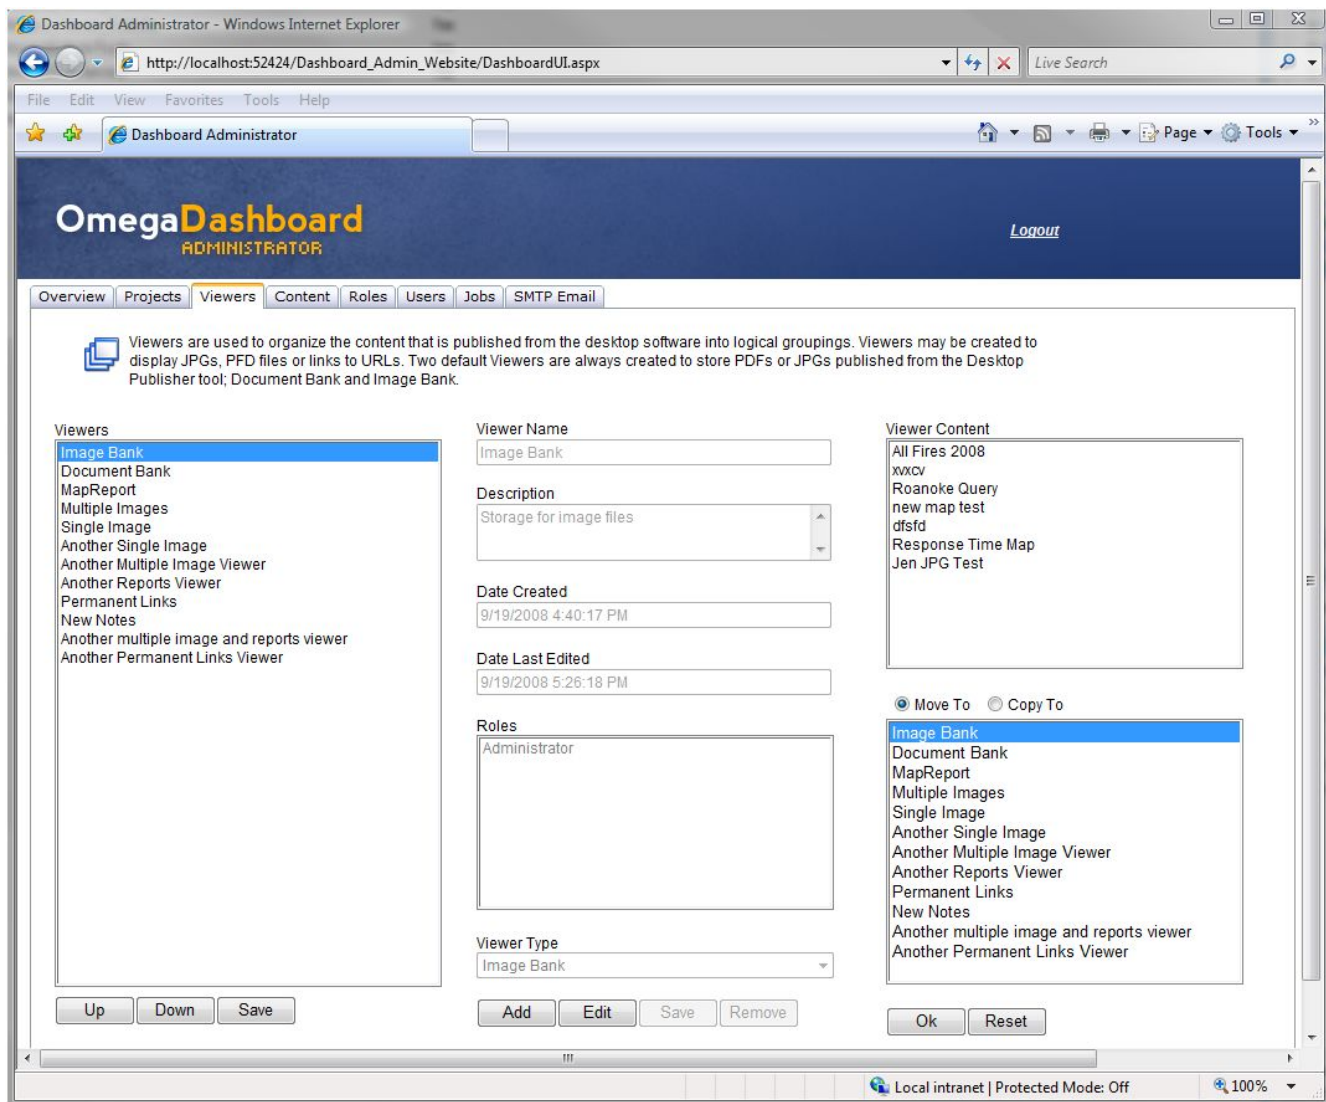 Dashboard Administrator - Windows Internet Explorer
http://localhost:52424/Dashboard_Admin_Website/DashboardUI.aspx
Live Search
File Edit View Favorites Tools Help
Dashboard Administrator
Page Tools
OmegaDashboard
ADMINISTRATOR
Logout
Overview Projects Viewers Content Roles Users Jobs SMTP Email
Viewers are used to organize the content that is published from the desktop software into logical groupings. Viewers may be created to
display JPGs, PFD files or links to URLs. Two default Viewers are always created to store PDFs or JPGs published from the Desktop
Publisher tool; Document Bank and Image Bank.
Viewers
Image Bank
Document Bank
MapReport
Multiple Images
Single Image
Another Single Image
Another Multiple Image Viewer
Another Reports Viewer
Permanent Links
New Notes
Another multiple image and reports viewer
Another Permanent Links Viewer
Up Down Save
Viewer Name
Image Bank
Description
Storage for image files
Date Created
9/19/2008 4:40:17 PM
Date Last Edited
9/19/2008 5:26:18 PM
Roles
Administrator
Viewer Type
Image Bank
Add Edit Save Remove
Viewer Content
All Fires 2008
xvxcv
Roanoke Query
new map test
dfsfd
Response Time Map
Jen JPG Test
Move To Copy To
Image Bank
Document Bank
MapReport
Multiple Images
Single Image
Another Single Image
Another Multiple Image Viewer
Another Reports Viewer
Permanent Links
New Notes
Another multiple image and reports viewer
Another Permanent Links Viewer
Ok Reset
Local intranet | Protected Mode: Off
100%